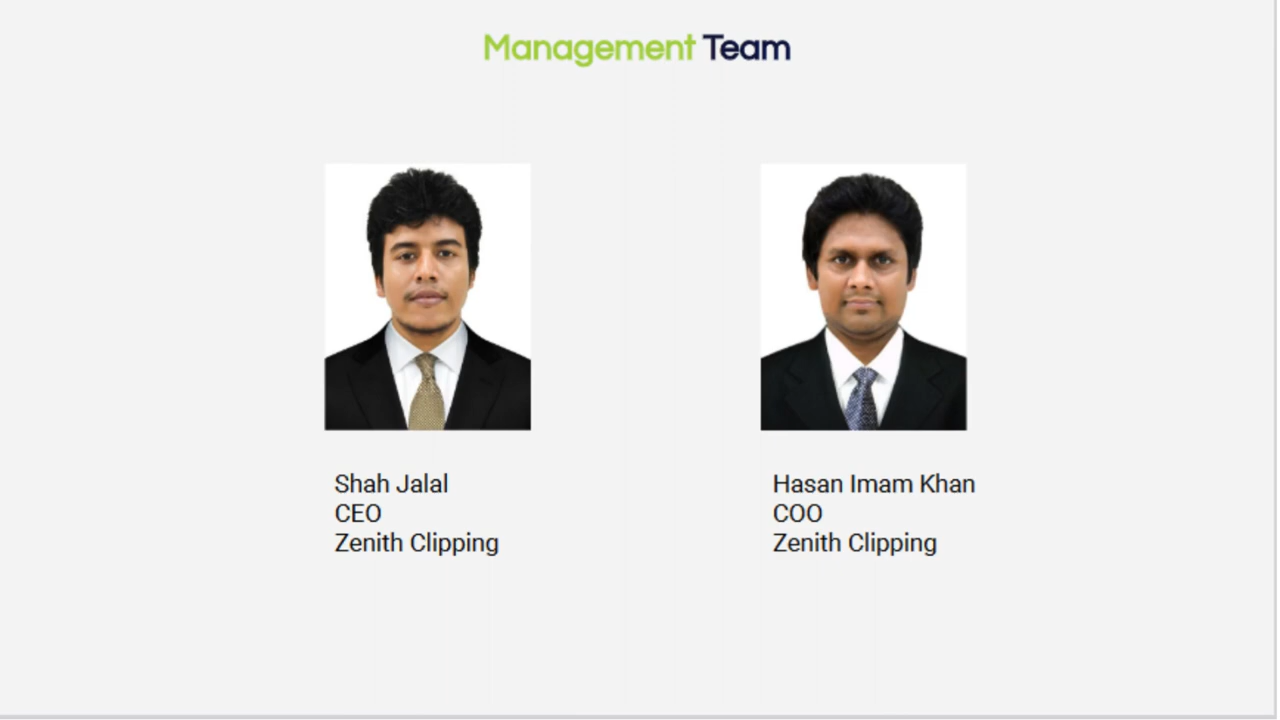 Management Team
Shah Jalal
CEO
Zenith Clipping
Hasan Imam Khan
COO
Zenith Clipping